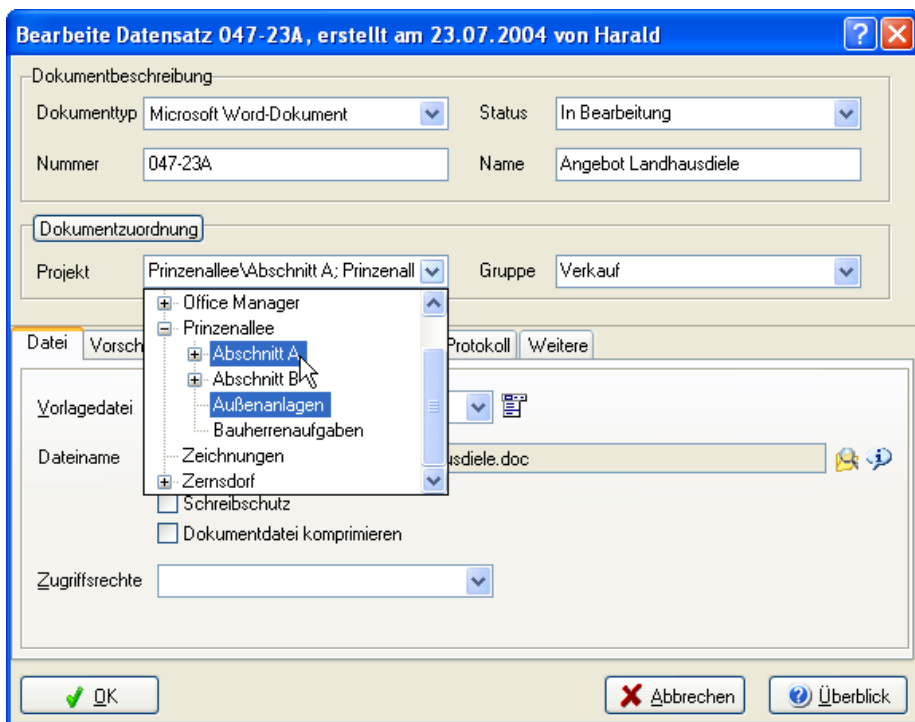 Bearbeite Datensatz 047-23A, erstellt am 23.07.2004 von Harald
Dokumentbeschreibung
Dokumenttyp Microsoft Word-Dokument Status In Bearbeitung
Nummer 047-23A Name Angebot Landhausdiele
Dokumentzuordnung
Projekt Prinzenallee\Abschnitt A; Prinzenall Gruppe Verkauf
Office Manager
Prinzenallee
Datei Vorsch Protokoll Weitere
Abschnitt A
Abschnitt B
Vorlagedatei Außenanlagen
Bauherrenaufgaben
Dateiname Zeichnungen usdiele.doc
Zernsdorf
Schreibschutz
Dokumentdatei komprimieren
Zugriffsrechte
OK Abbrechen Überblick